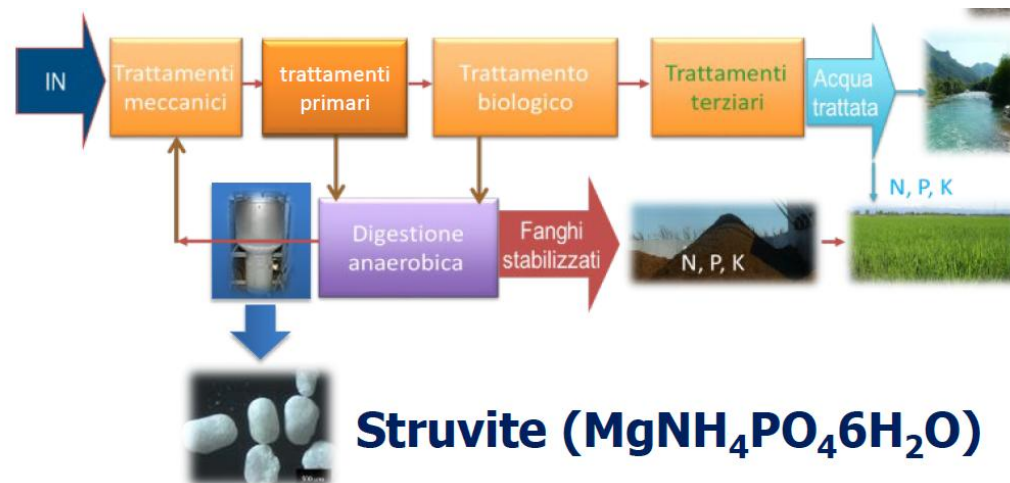 IN
Trattamenti
meccanici
trattamenti
primari
Trattamento
biologico
Trattamenti
terziari
Acqua
trattata
N, P, K
Digestione
anaerobica
Fanghi
stabilizzati
N, P, K
Struvite (MgNH₄PO₄6H₂O)